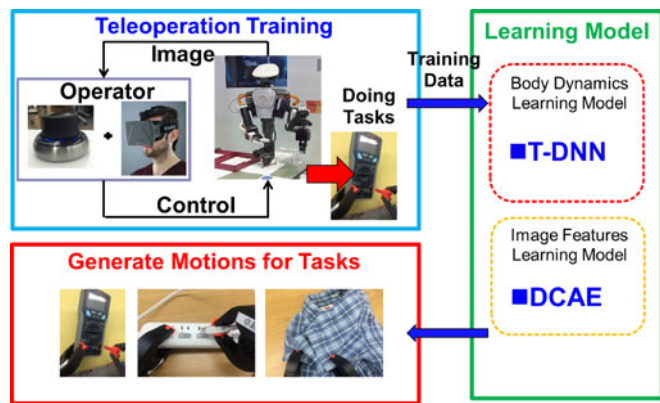 Teleoperation Training
Image
Operator
+
Control
Doing
Tasks
Training
Data
Learning Model
Body Dynamics
Learning Model
■T-DNN
Image Features
Learning Model
■DCAE
Generate Motions for Tasks